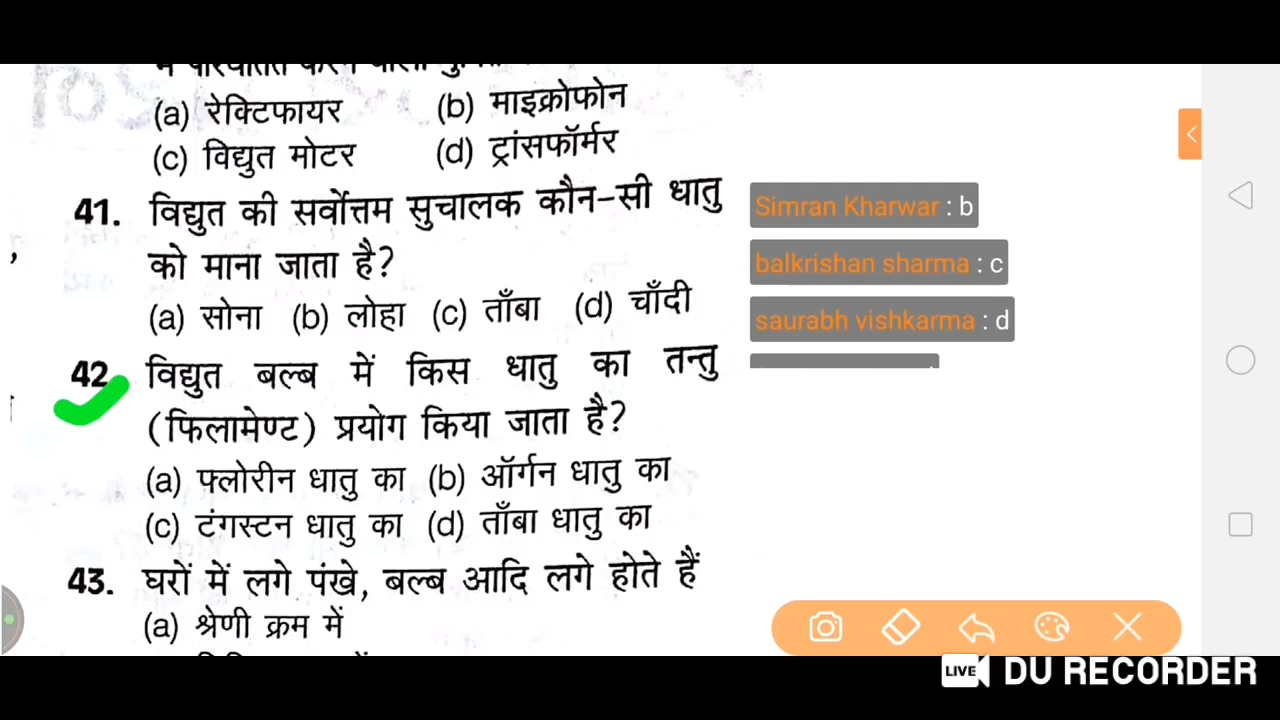 (a) रेक्टिफायर (b) माइक्रोफोन
(c) विद्युत मोटर (d) ट्रांसफॉर्मर
41. विद्युत की सर्वोत्तम सुचालक कौन-सी धातु
को माना जाता है?
(a) सोना (b) लोहा (c) ताँबा (d) चाँदी
42. विद्युत बल्ब में किस धातु का तन्तु
(फिलामेण्ट) प्रयोग किया जाता है?
(a) फ्लोरीन धातु का (b) ऑर्गन धातु का
(c) टंगस्टन धातु का (d) ताँबा धातु का
43. घरों में लगे पंखे, बल्ब आदि लगे होते हैं
(a) श्रेणी क्रम में
Simran Kharwar : b
balkrishan sharma : c
saurabh vishkarma : d
LIVE DU RECORDER